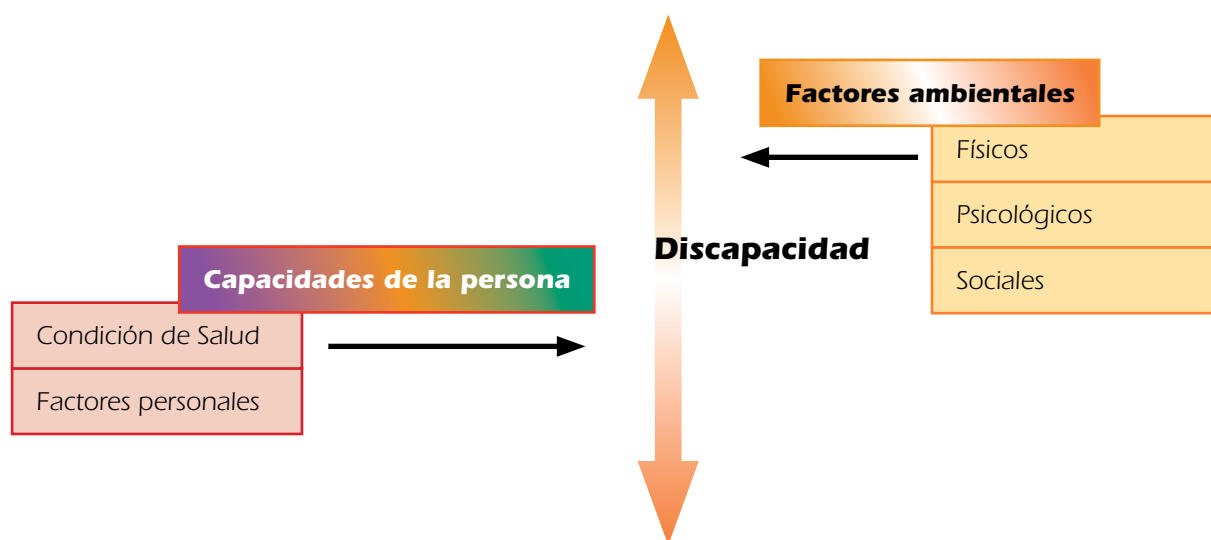 Factores ambientales
Físicos
Psicológicos
Sociales
Discapacidad
Capacidades de la persona
Condición de Salud
Factores personales